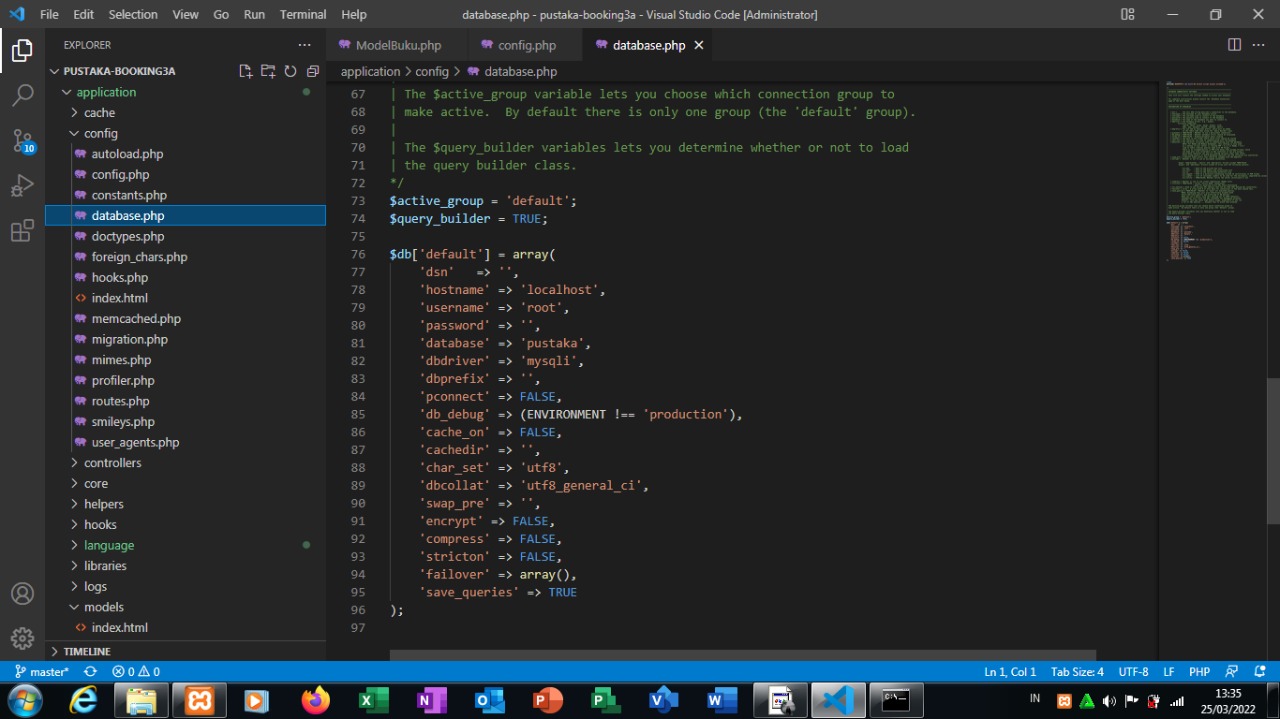 File Edit Selection View Go Run Terminal Help
database.php - pustaka-booking3a - Visual Studio Code [Administrator]
EXPLORER
PUSTAKA-BOOKING3A
application
cache
config
autoload.php
config.php
constants.php
database.php
doctypes.php
foreign_chars.php
hooks.php
index.html
memcached.php
migration.php
mimes.php
profiler.php
routes.php
smileys.php
user_agents.php
controllers
core
helpers
hooks
language
libraries
logs
models
index.html
TIMELINE
10
ModelBuku.php config.php database.php
application > config > database.php
67 | The $active_group variable lets you choose which connection group to
68 | make active.  By default there is only one group (the 'default' group).
69 |
70 | The $query_builder variables lets you determine whether or not to load
71 | the query builder class.
72 */
73 $active_group = 'default';
74 $query_builder = TRUE;
75
76 $db['default'] = array(
77 'dsn'   => '',
78 'hostname' => 'localhost',
79 'username' => 'root',
80 'password' => '',
81 'database' => 'pustaka',
82 'dbdriver' => 'mysqli',
83 'dbprefix' => '',
84 'pconnect' => FALSE,
85 'db_debug' => (ENVIRONMENT !== 'production'),
86 'cache_on' => FALSE,
87 'cachedir' => '',
88 'char_set' => 'utf8',
89 'dbcollat' => 'utf8_general_ci',
90 'swap_pre' => '',
91 'encrypt' => FALSE,
92 'compress' => FALSE,
93 'stricton' => FALSE,
94 'failover' => array(),
95 'save_queries' => TRUE
96 );
97
master* 0 0 Ln 1, Col 1 Tab Size: 4 UTF-8 LF PHP
IN 13:35
25/03/2022